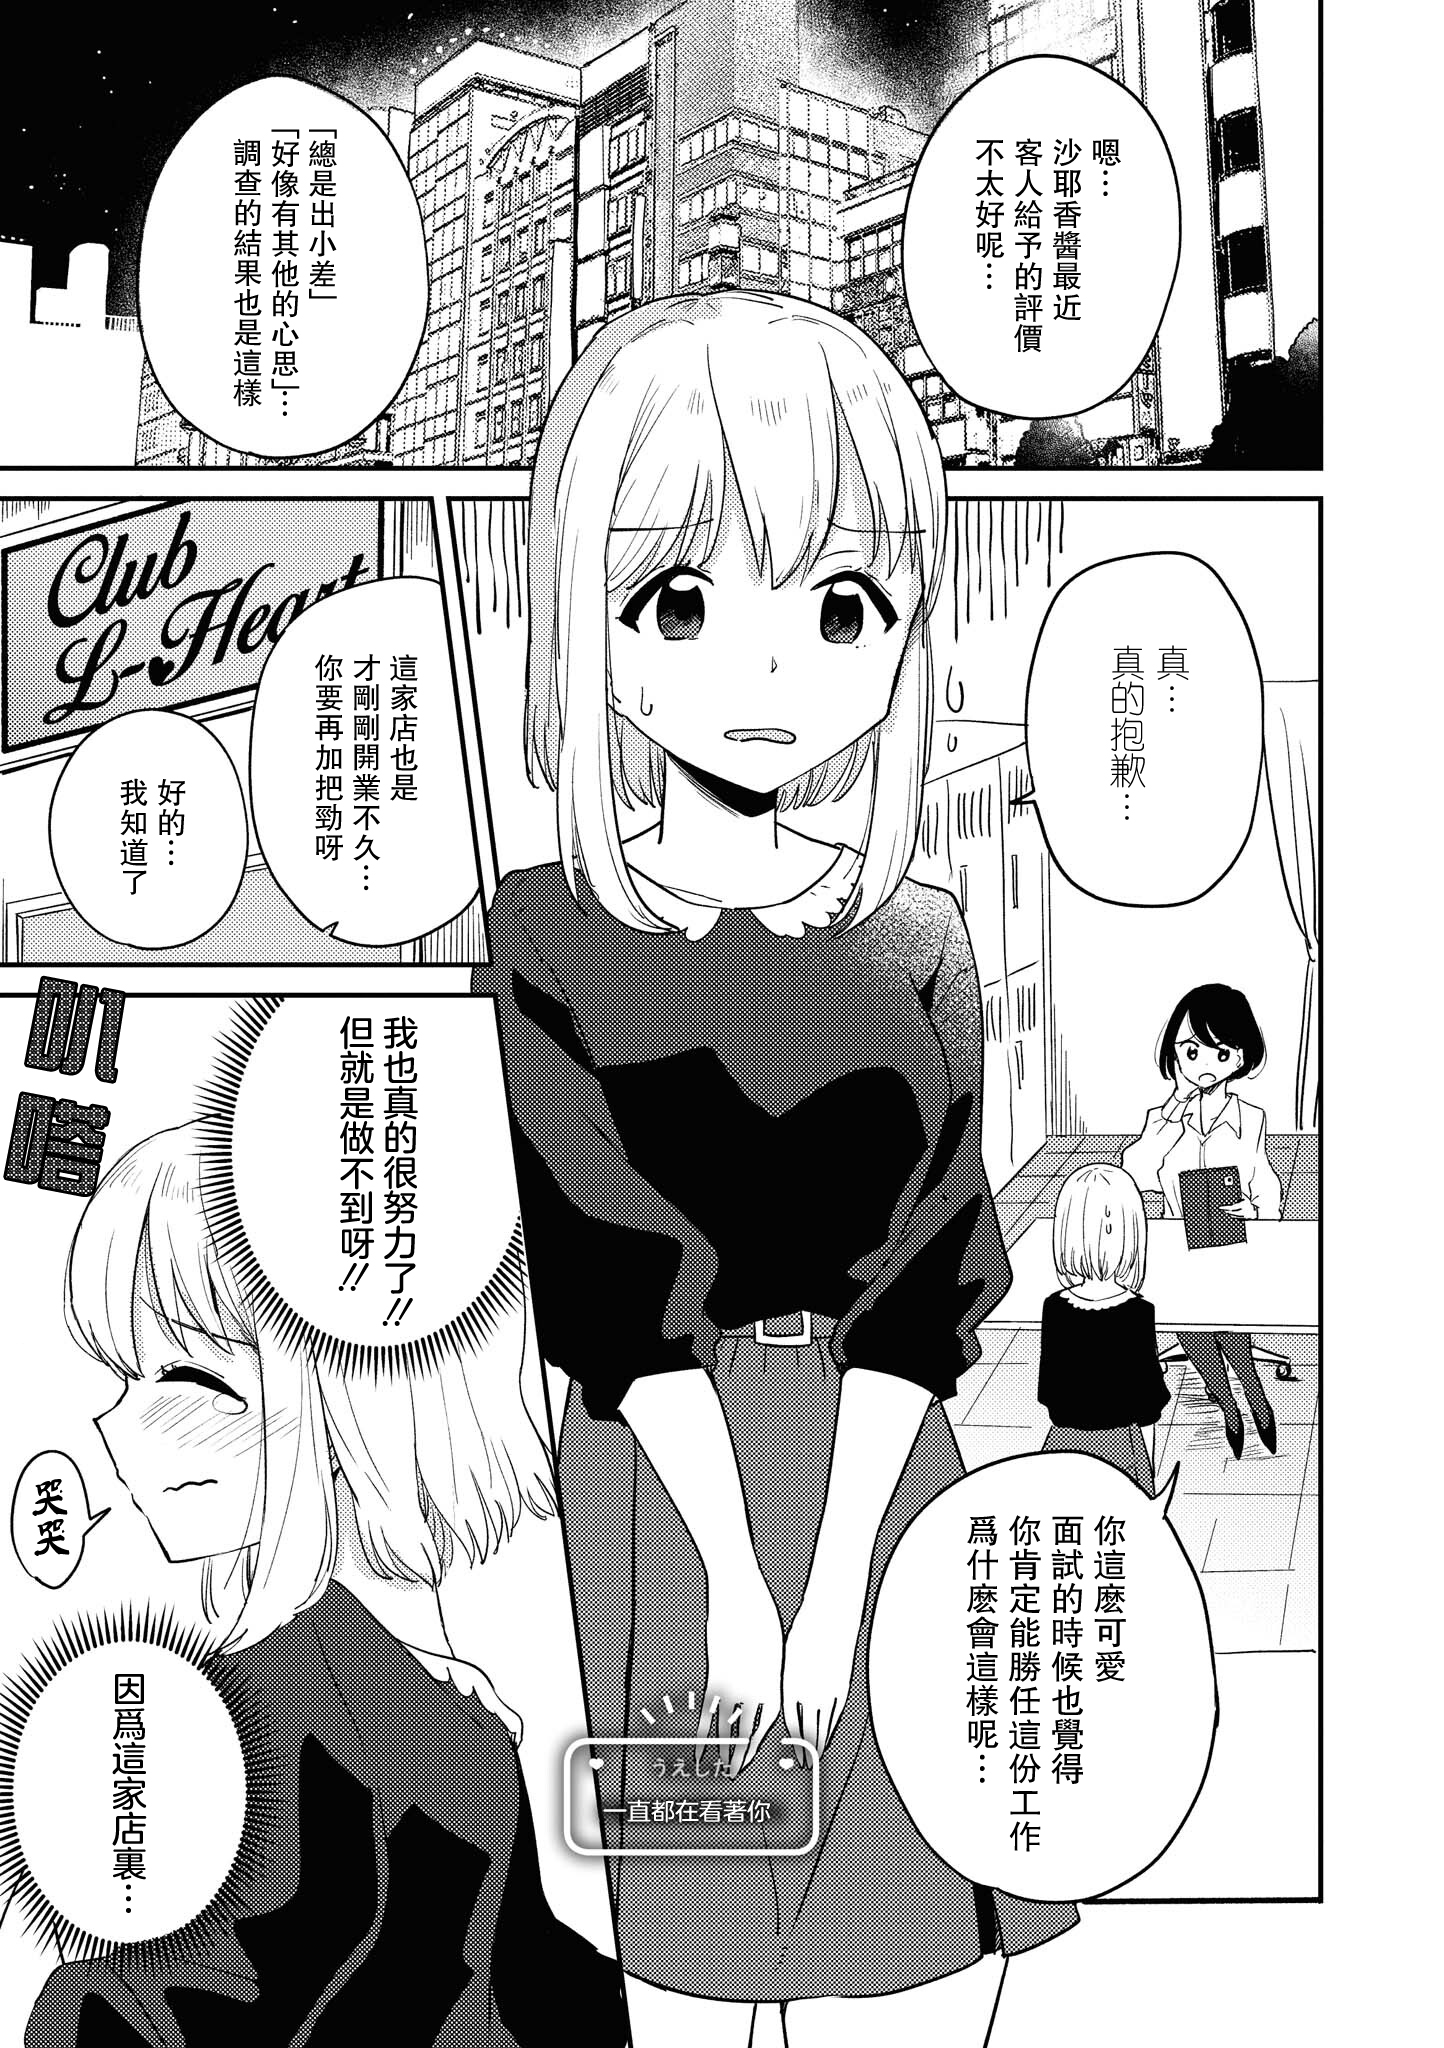 嗯…
沙耶香醬最近
客人給予的評價
不太好呢…
「總是出小差」
「好像有其他的心思」…
調查的結果也是這樣
真…
真的抱歉…
你這麽可愛
面試的時候也覺得
你肯定能勝任這份工作
爲什麽會這樣呢…
Club
L-Heart
這家店也是
才剛剛開業不久…
你要再加把勁呀
好的…
我知道了
我也真的很努力了!!
但就是做不到呀!!
叭嗒
哭哭
因爲這家店裏…
うえした
一直都在看著你